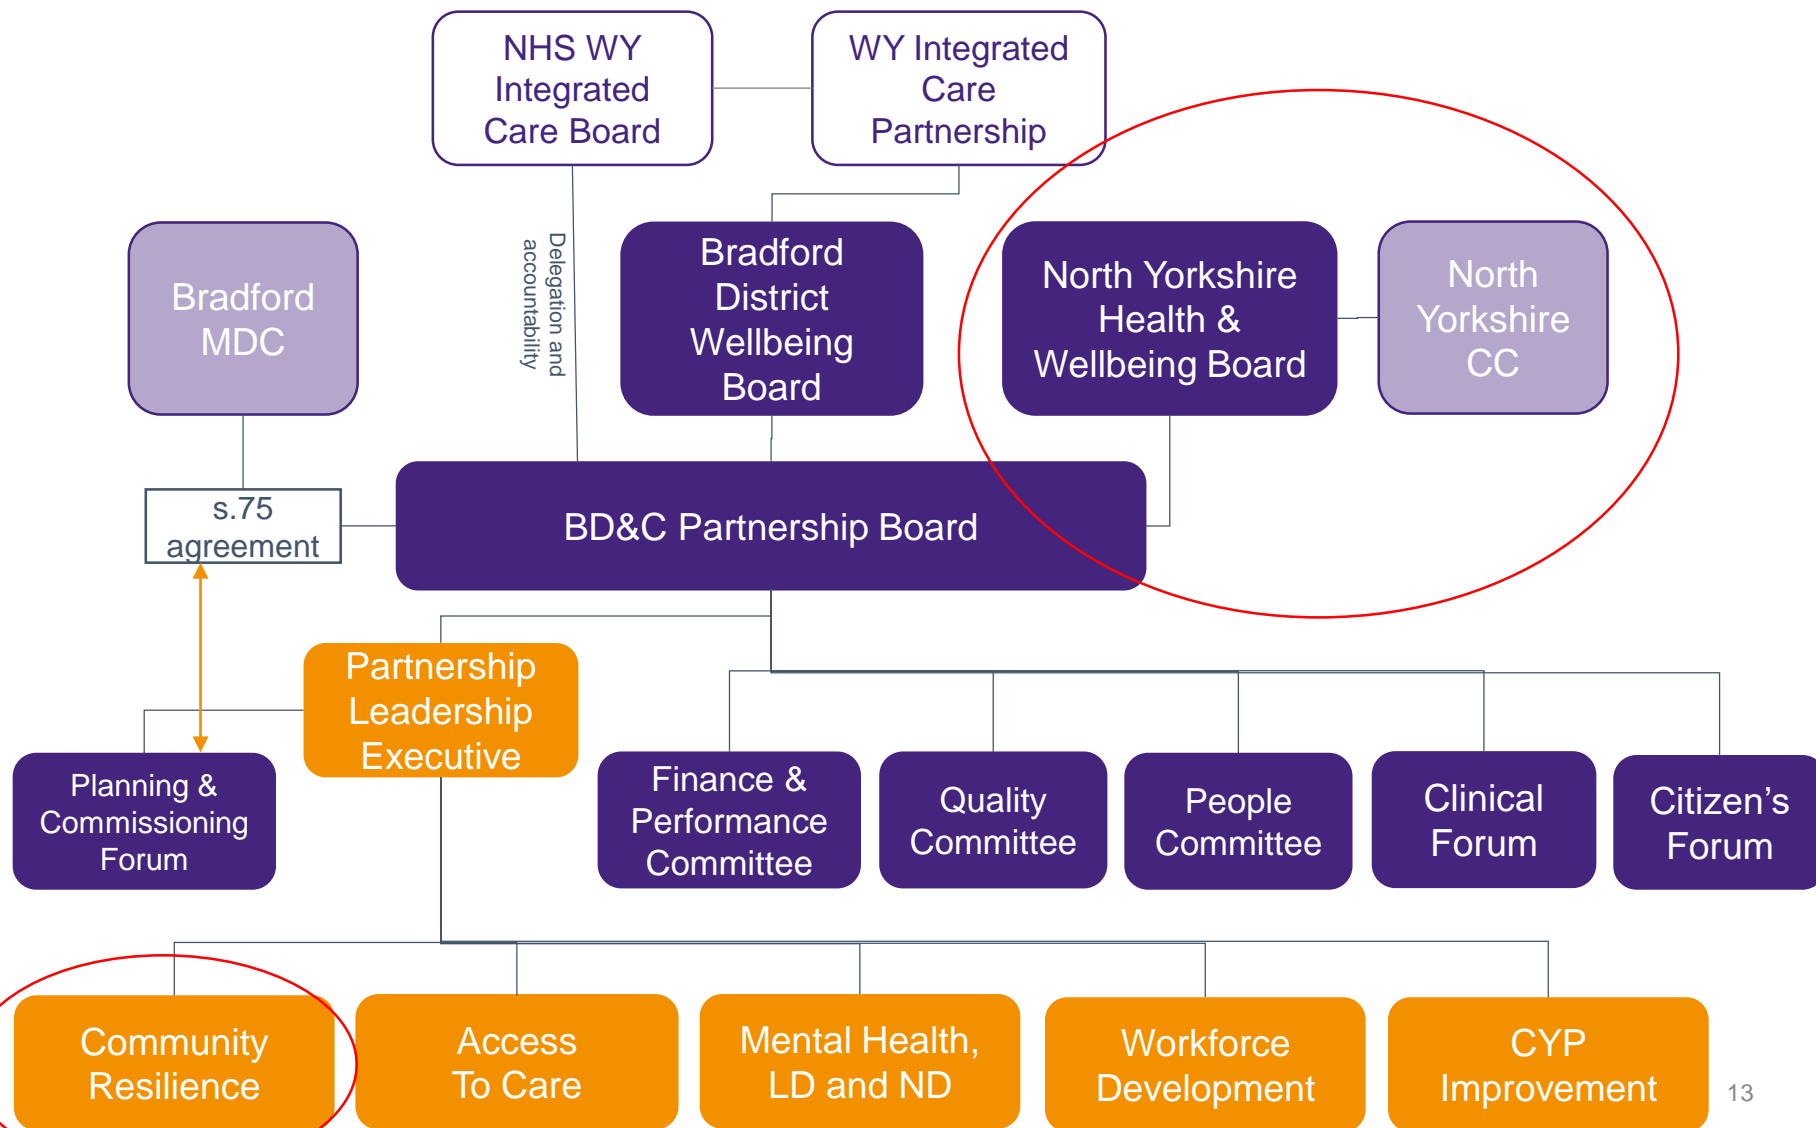 NHS WY
Integrated
Care Board
WY Integrated
Care
Partnership
Bradford
MDC
Delegation and
accountability
Bradford
District
Wellbeing
Board
North Yorkshire
Health &
Wellbeing Board
North
Yorkshire
CC
s.75
agreement
BD&C Partnership Board
Partnership
Leadership
Executive
Planning &
Commissioning
Forum
Finance &
Performance
Committee
Quality
Committee
People
Committee
Clinical
Forum
Citizen’s
Forum
Community
Resilience
Access
To Care
Mental Health,
LD and ND
Workforce
Development
CYP
Improvement
13